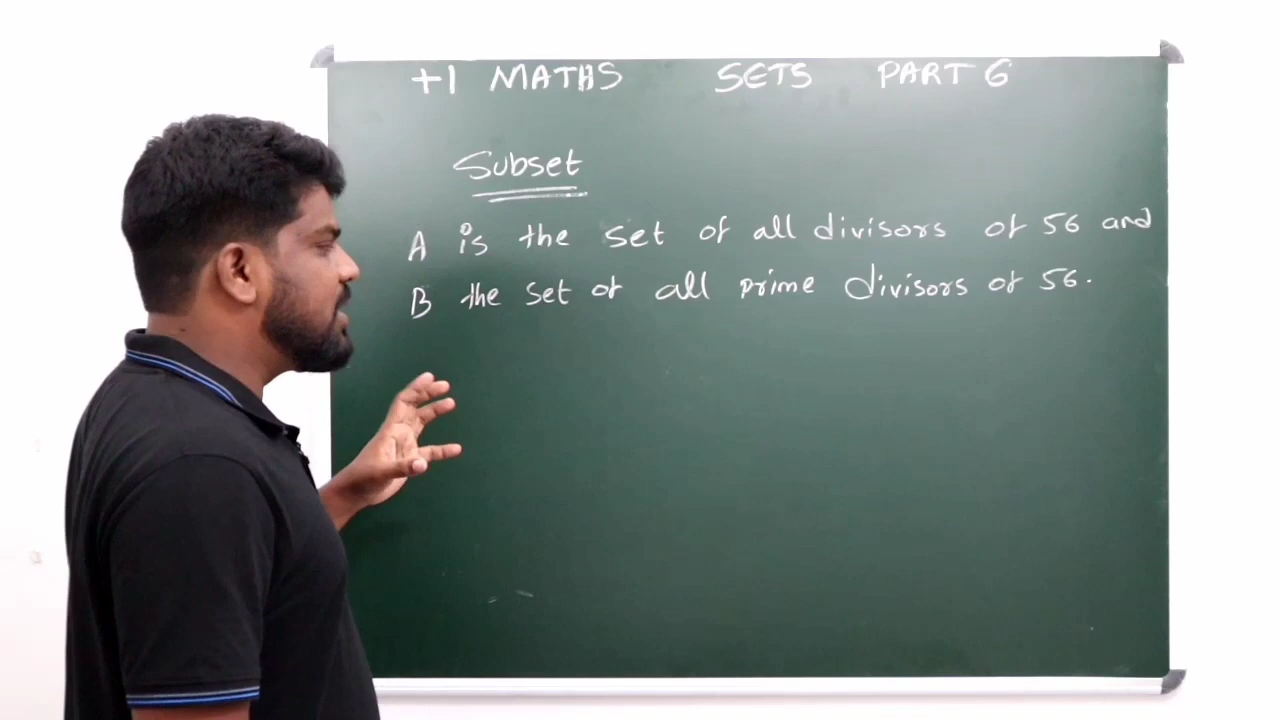 +1 MATHS SETS PART 6
Subset
A is the set of all divisors of 56 and
B the set of all prime divisors of 56.